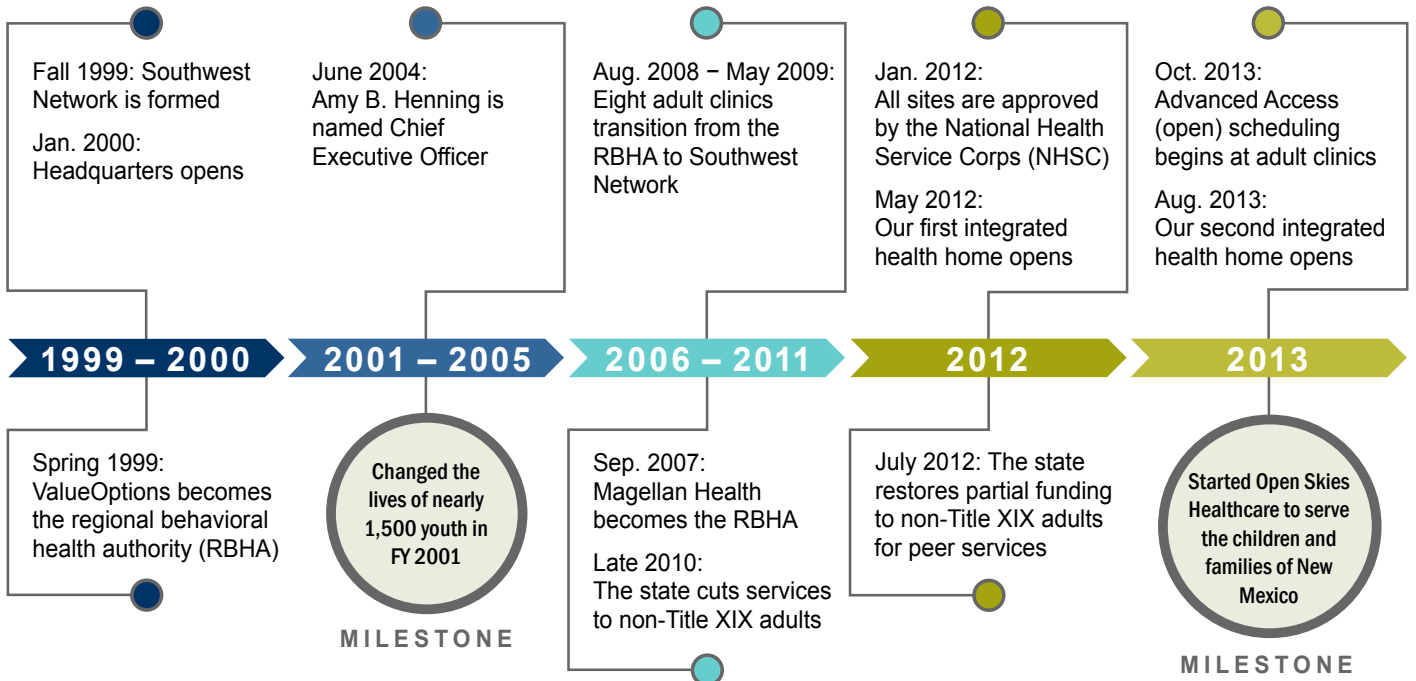 Fall 1999: Southwest
Network is formed
Jan. 2000:
Headquarters opens
June 2004:
Amy B. Henning is
named Chief
Executive Officer
Aug. 2008 – May 2009:
Eight adult clinics
transition from the
RBHA to Southwest
Network
Jan. 2012:
All sites are approved
by the National Health
Service Corps (NHSC)
May 2012:
Our first integrated
health home opens
Oct. 2013:
Advanced Access
(open) scheduling
begins at adult clinics
Aug. 2013:
Our second integrated
health home opens
1999 – 2000
2001 – 2005
2006 – 2011
2012
2013
Spring 1999:
ValueOptions becomes
the regional behavioral
health authority (RBHA)
Changed the
lives of nearly
1,500 youth in
FY 2001
MILESTONE
Sep. 2007:
Magellan Health
becomes the RBHA
Late 2010:
The state cuts services
to non-Title XIX adults
July 2012: The state
restores partial funding
to non-Title XIX adults
for peer services
Started Open Skies
Healthcare to serve
the children and
families of New
Mexico
MILESTONE